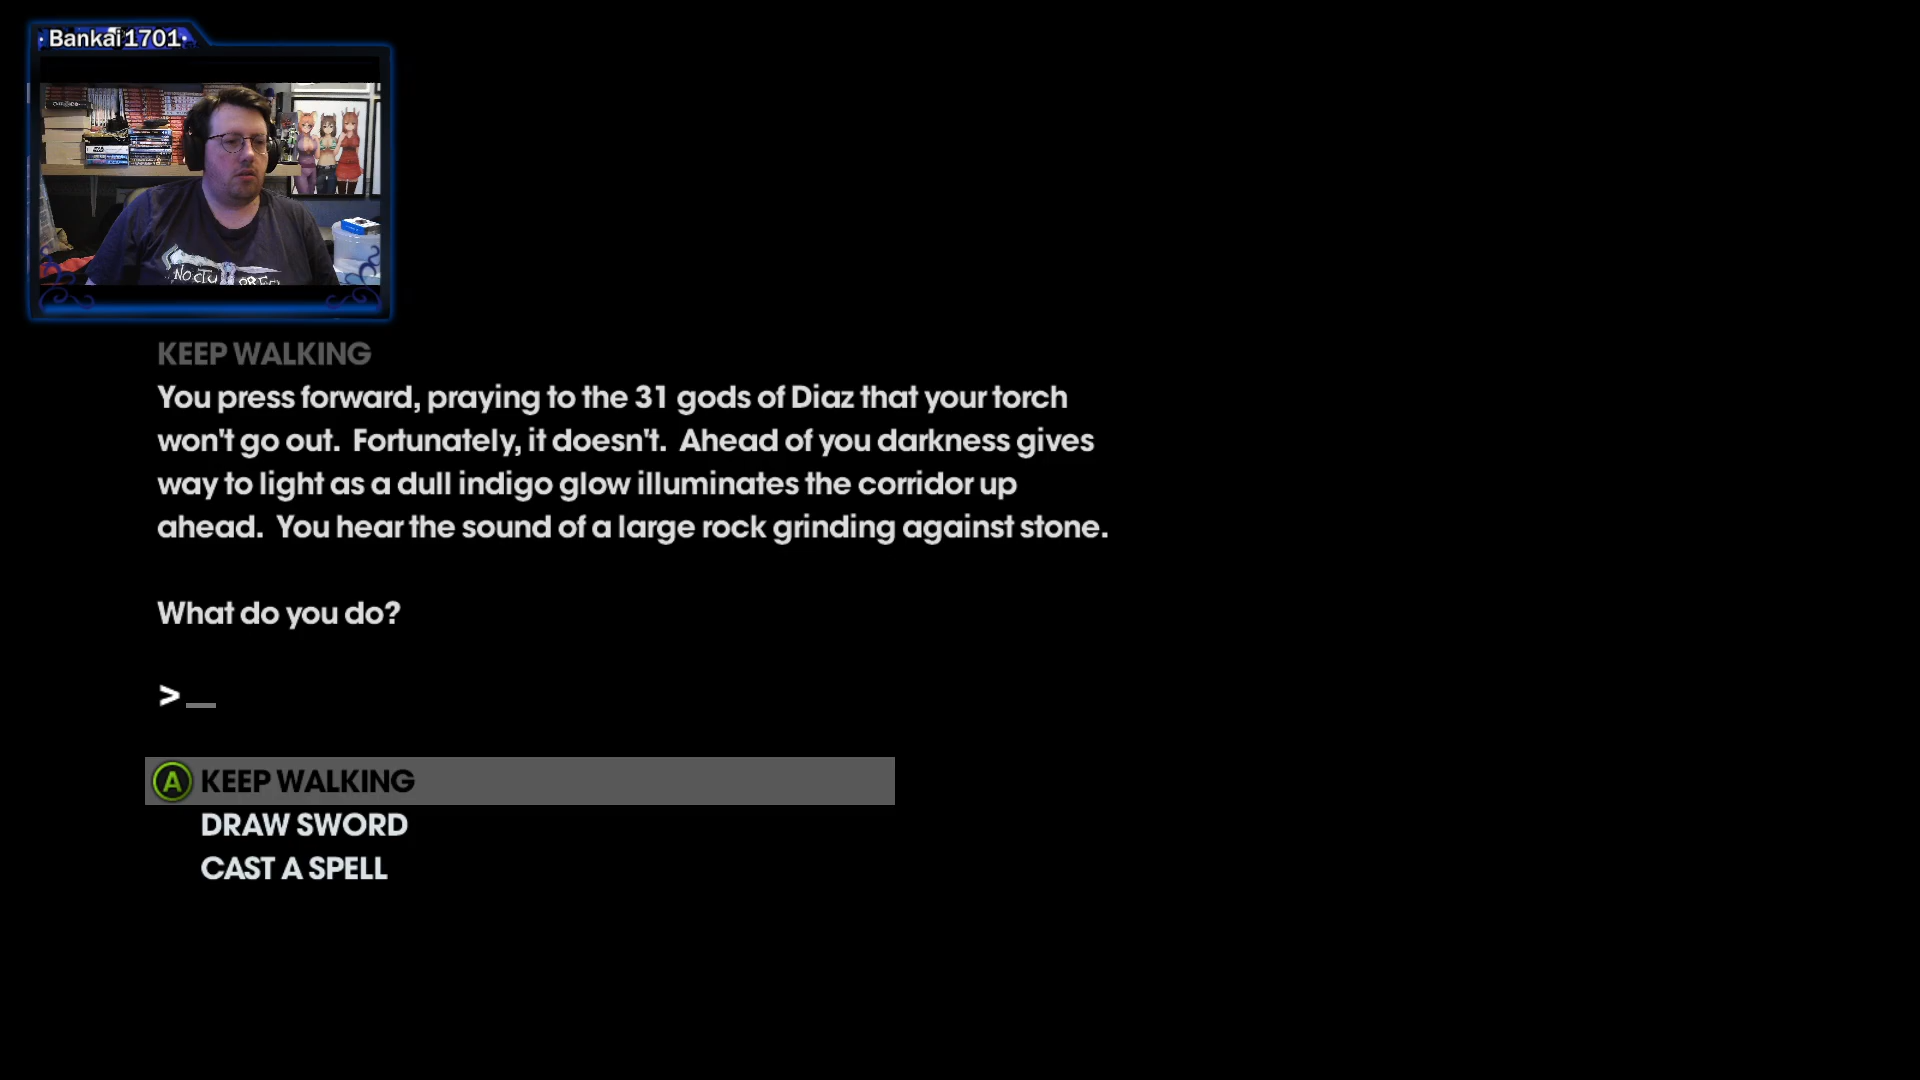 Bankai1701
KEEP WALKING
You press forward, praying to the 31 gods of Diaz that your torch
won't go out.  Fortunately, it doesn't.  Ahead of you darkness gives
way to light as a dull indigo glow illuminates the corridor up
ahead.  You hear the sound of a large rock grinding against stone.
What do you do?
>_
A KEEP WALKING
DRAW SWORD
CAST A SPELL